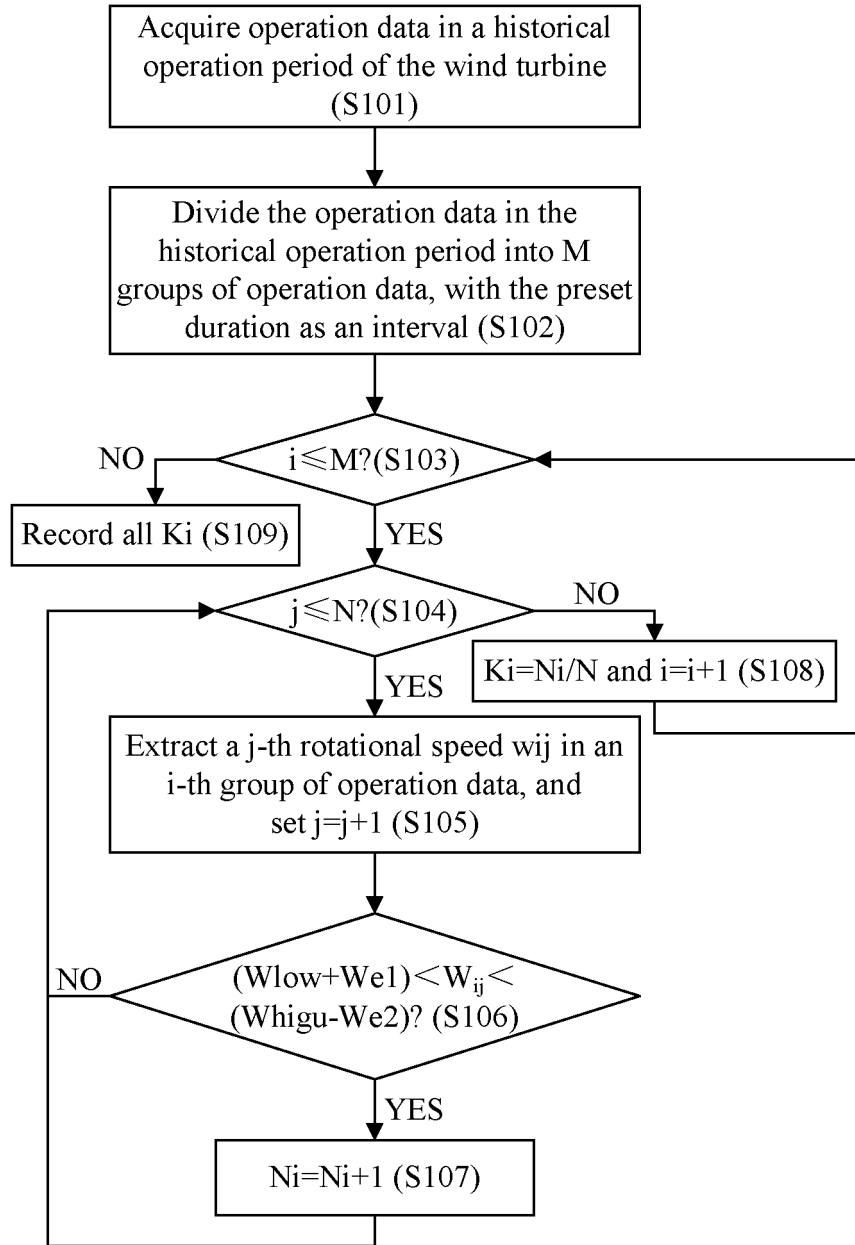 Acquire operation data in a historical
operation period of the wind turbine
(S101)
Divide the operation data in the
historical operation period into M
groups of operation data, with the preset
duration as an interval (S102)
NO
i≤M?(S103)
Record all Ki (S109)
YES
j≤N?(S104)
NO
Ki=Ni/N and i=i+1 (S108)
YES
Extract a j-th rotational speed wij in an
i-th group of operation data, and
set j=j+1 (S105)
NO
(Wlow+We1)<Wij<
(Whigu-We2)? (S106)
YES
Ni=Ni+1 (S107)